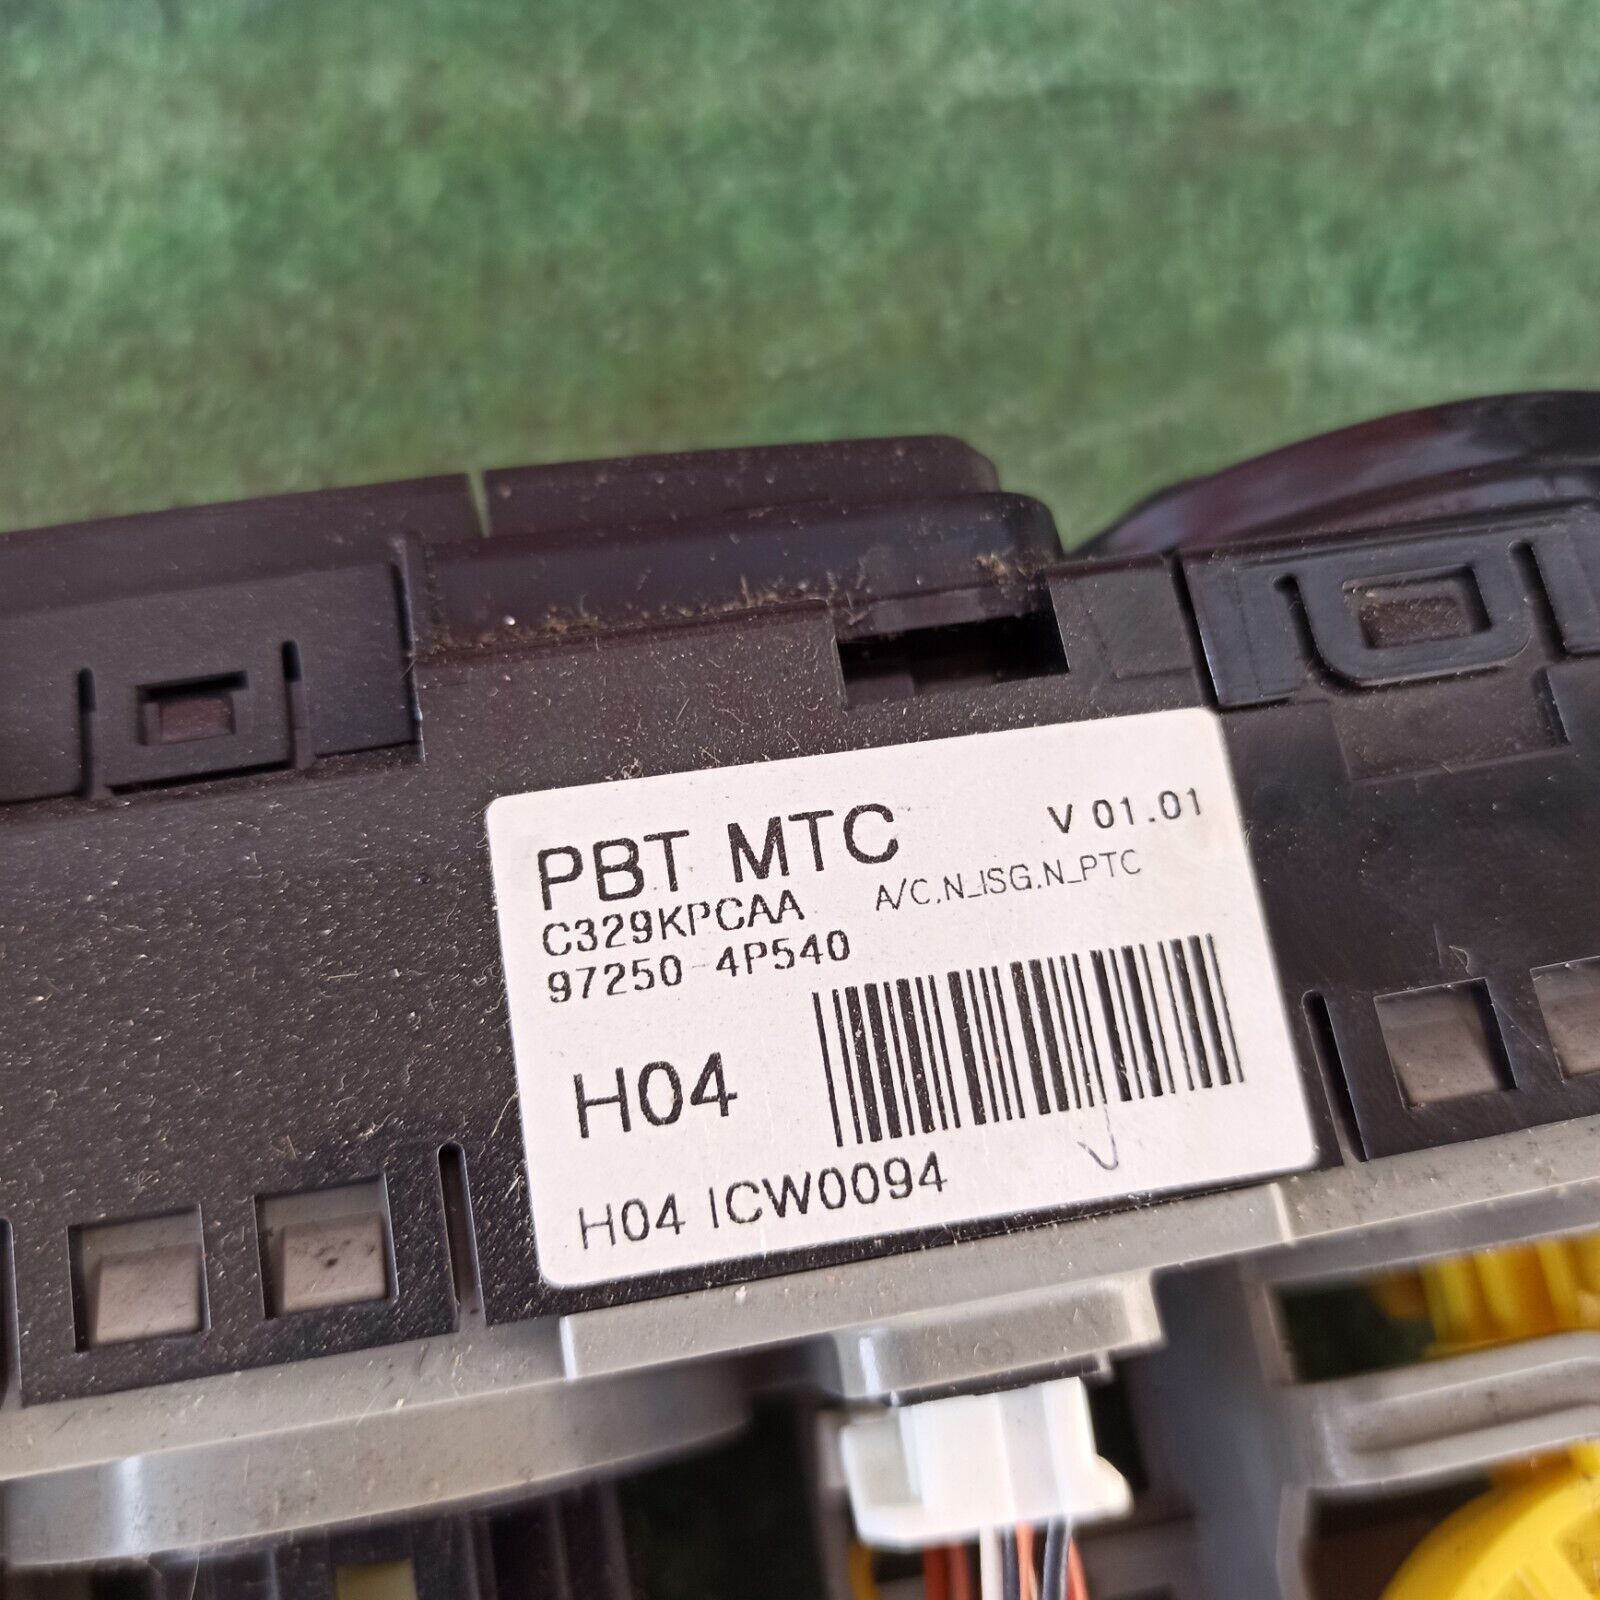 PBT MTC V 01.01
C329KPCAA A/C,N_ISG.N_PTC
97250-4P540
H04
H04 ICW0094